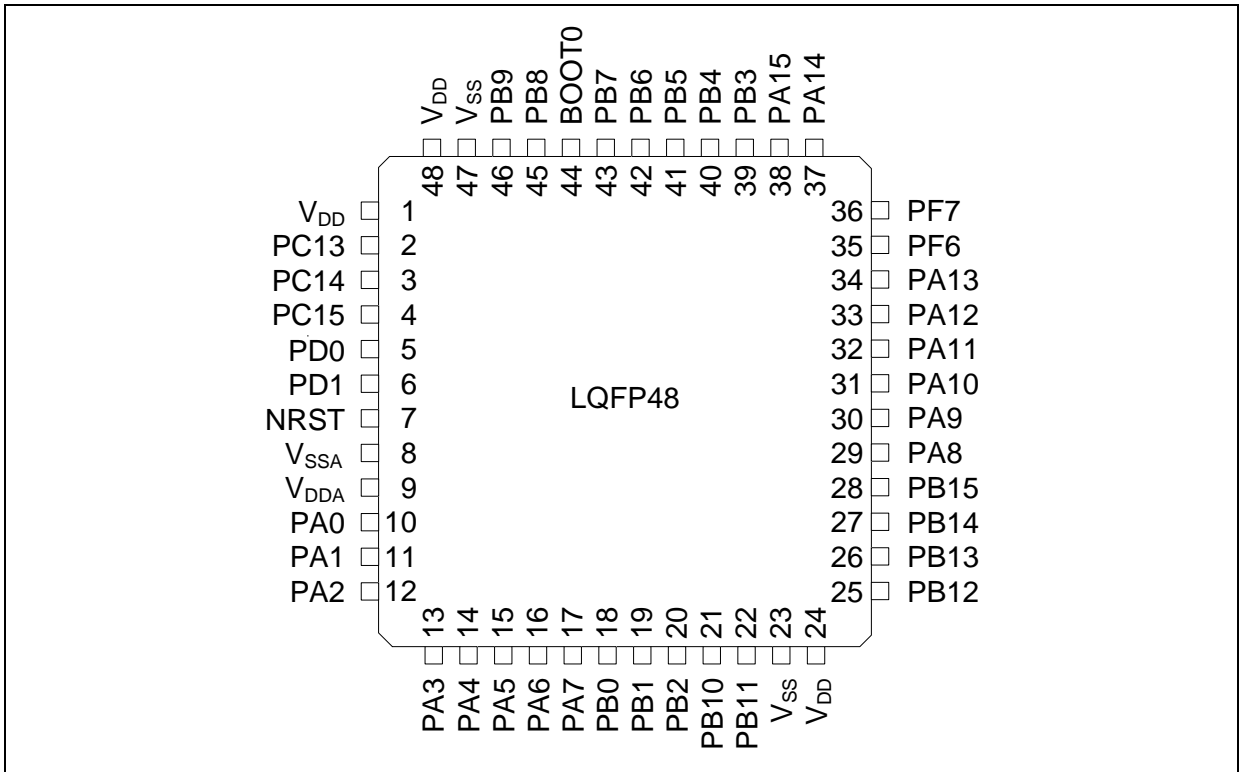 VDD
VSS
PB9
PB8
BOOT0
PB7
PB6
PB5
PB4
PB3
PA15
PA14
48 47 46 45 44 43 42 41 40 39 38 37
VDD 1 36 PF7
PC13 2 35 PF6
PC14 3 34 PA13
PC15 4 33 PA12
PD0 5 32 PA11
PD1 6 31 PA10
LQFP48
NRST 7 30 PA9
VSSA 8 29 PA8
VDDA 9 28 PB15
PA0 10 27 PB14
PA1 11 26 PB13
PA2 12 25 PB12
13 14 15 16 17 18 19 20 21 22 23 24
PA3
PA4
PA5
PA6
PA7
PB0
PB1
PB2
PB10
PB11
VSS
VDD